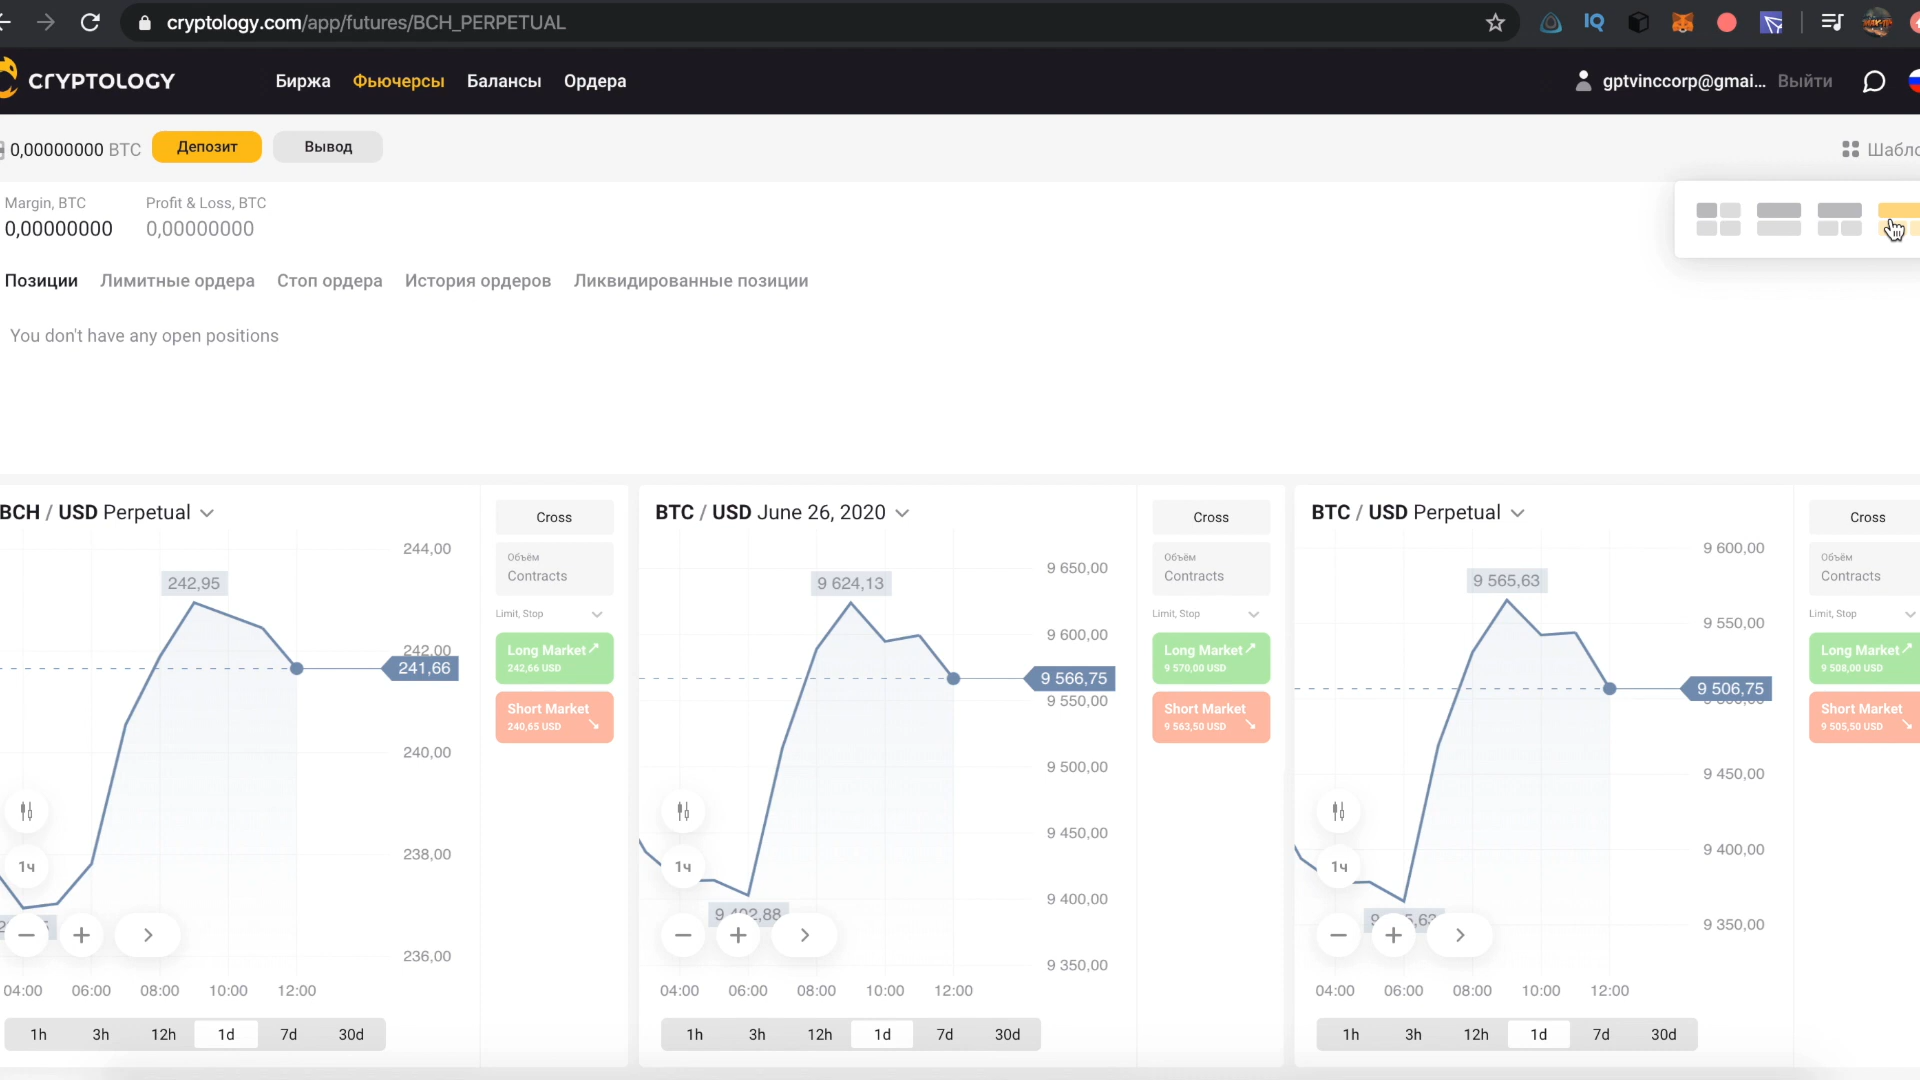 cryptology.com/app/futures/BCH_PERPETUAL
IQ
CRYPTOLOGY
Биржа
Фьючерсы
Балансы
Ордера
gptvinccorp@gmai...
Выйти
0,00000000 BTC
Депозит
Вывод
Шабло
Margin, BTC
Profit & Loss, BTC
0,00000000
0,00000000
Позиции
Лимитные ордера
Стоп ордера
История ордеров
Ликвидированные позиции
You don't have any open positions
BCH / USD Perpetual
244,00
242,95
242,00
241,66
240,00
238,00
236,00
1ч
04:00
06:00
08:00
10:00
12:00
1h
3h
12h
1d
7d
30d
Cross
Объём
Contracts
Limit, Stop
Long Market
242,66 USD
Short Market
240,65 USD
BTC / USD June 26, 2020
9 650,00
9 624,13
9 600,00
9 566,75
9 550,00
9 500,00
9 450,00
9 400,00
9 350,00
1ч
9 402,88
04:00
06:00
08:00
10:00
12:00
1h
3h
12h
1d
7d
30d
Cross
Объём
Contracts
Limit, Stop
Long Market
9 570,00 USD
Short Market
9 563,50 USD
BTC / USD Perpetual
9 600,00
9 565,63
9 550,00
9 506,75
9 450,00
9 400,00
9 350,00
1ч
04:00
06:00
08:00
10:00
12:00
1h
3h
12h
1d
7d
30d
Cross
Объём
Contracts
Limit, Stop
Long Market
9 508,00 USD
Short Market
9 505,50 USD